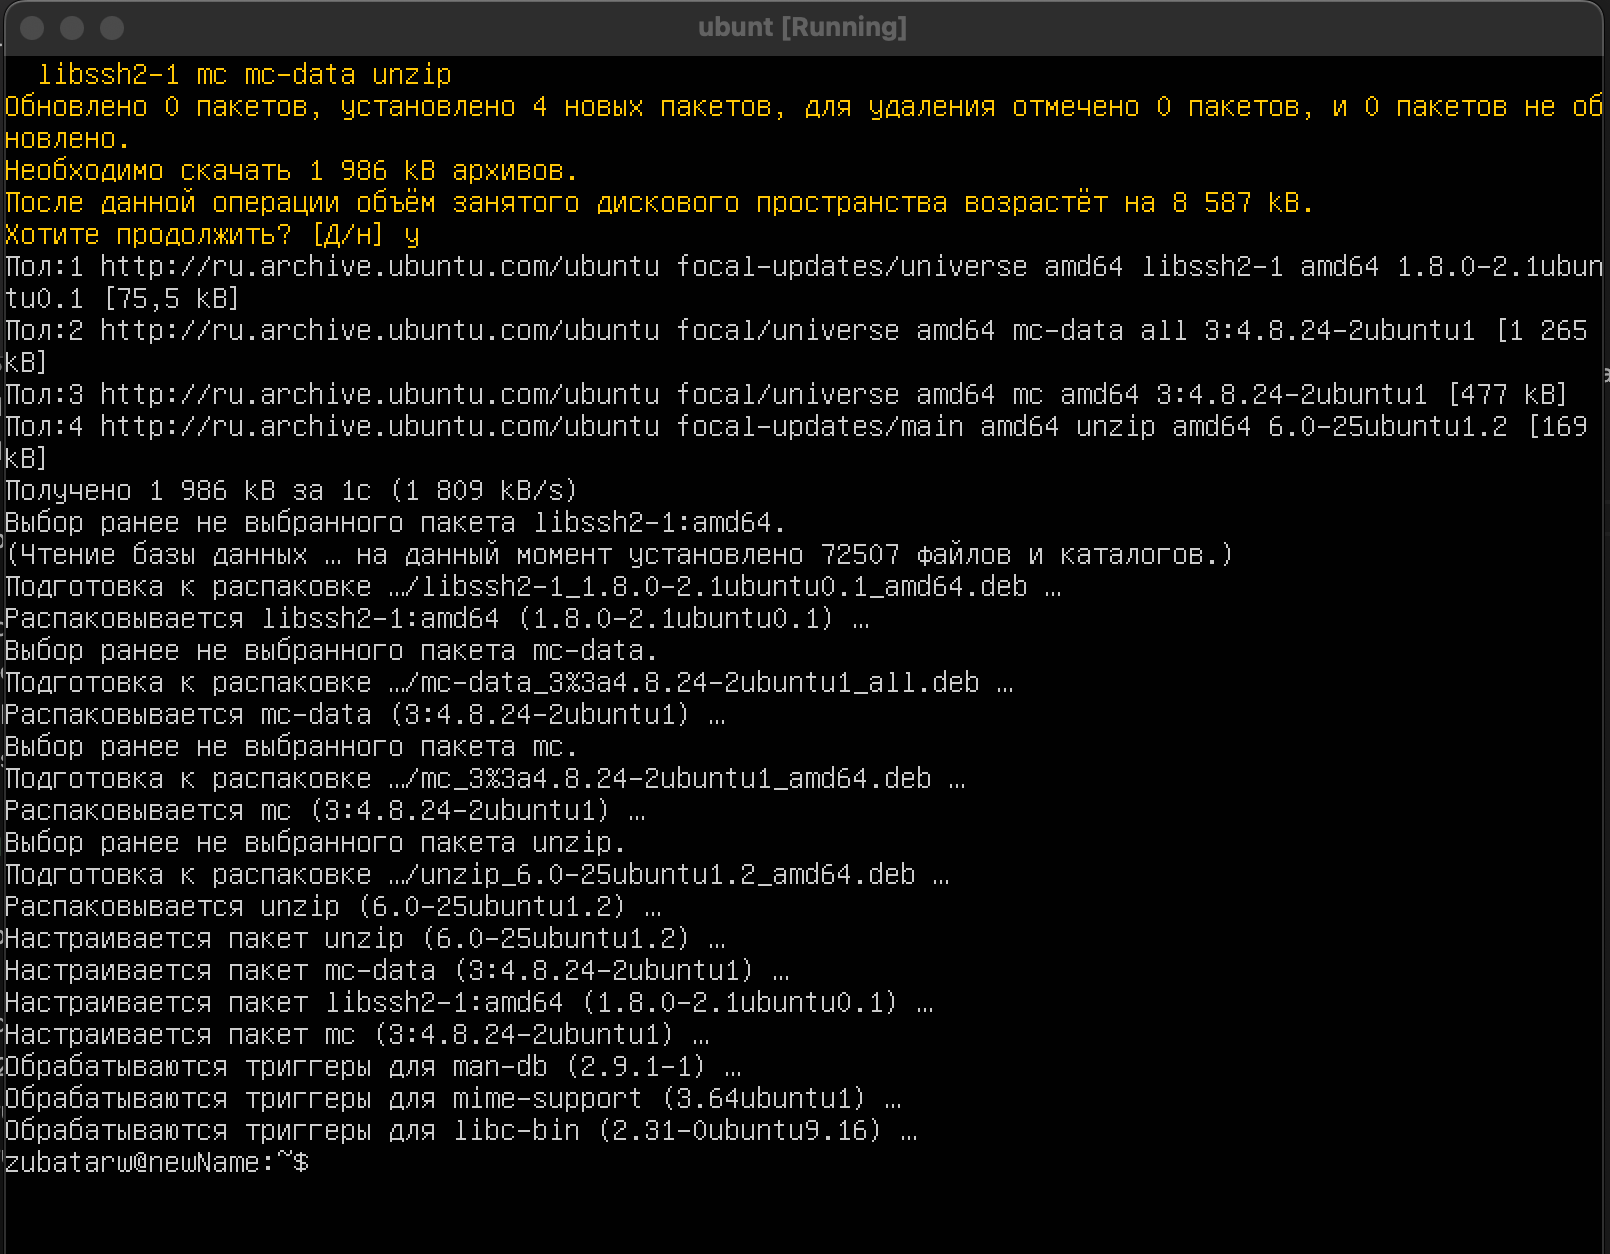 ubunt [Running]
libssh2-1 mc mc-data unzip
Обновлено 0 пакетов, установлено 4 новых пакетов, для удаления отмечено 0 пакетов, и 0 пакетов не об
новлено.
Необходимо скачать 1 986 kB архивов.
После данной операции объём занятого дискового пространства возрастёт на 8 587 kB.
Хотите продолжить? [Д/н] y
Пол:1 http://ru.archive.ubuntu.com/ubuntu focal-updates/universe amd64 libssh2-1 amd64 1.8.0-2.1ubun
tu0.1 [75,5 kB]
Пол:2 http://ru.archive.ubuntu.com/ubuntu focal/universe amd64 mc-data all 3:4.8.24-2ubuntu1 [1 265
kB]
Пол:3 http://ru.archive.ubuntu.com/ubuntu focal/universe amd64 mc amd64 3:4.8.24-2ubuntu1 [477 kB]
Пол:4 http://ru.archive.ubuntu.com/ubuntu focal-updates/main amd64 unzip amd64 6.0-25ubuntu1.2 [169
kB]
Получено 1 986 kB за 1с (1 809 kB/s)
Выбор ранее не выбранного пакета libssh2-1:amd64.
(Чтение базы данных … на данный момент установлено 72507 файлов и каталогов.)
Подготовка к распаковке …/libssh2-1_1.8.0-2.1ubuntu0.1_amd64.deb …
Распаковывается libssh2-1:amd64 (1.8.0-2.1ubuntu0.1) …
Выбор ранее не выбранного пакета mc-data.
Подготовка к распаковке …/mc-data_3%3a4.8.24-2ubuntu1_all.deb …
Распаковывается mc-data (3:4.8.24-2ubuntu1) …
Выбор ранее не выбранного пакета mc.
Подготовка к распаковке …/mc_3%3a4.8.24-2ubuntu1_amd64.deb …
Распаковывается mc (3:4.8.24-2ubuntu1) …
Выбор ранее не выбранного пакета unzip.
Подготовка к распаковке …/unzip_6.0-25ubuntu1.2_amd64.deb …
Распаковывается unzip (6.0-25ubuntu1.2) …
Настраивается пакет unzip (6.0-25ubuntu1.2) …
Настраивается пакет mc-data (3:4.8.24-2ubuntu1) …
Настраивается пакет libssh2-1:amd64 (1.8.0-2.1ubuntu0.1) …
Настраивается пакет mc (3:4.8.24-2ubuntu1) …
Обрабатываются триггеры для man-db (2.9.1-1) …
Обрабатываются триггеры для mime-support (3.64ubuntu1) …
Обрабатываются триггеры для libc-bin (2.31-0ubuntu9.16) …
zubatarw@newName:~$